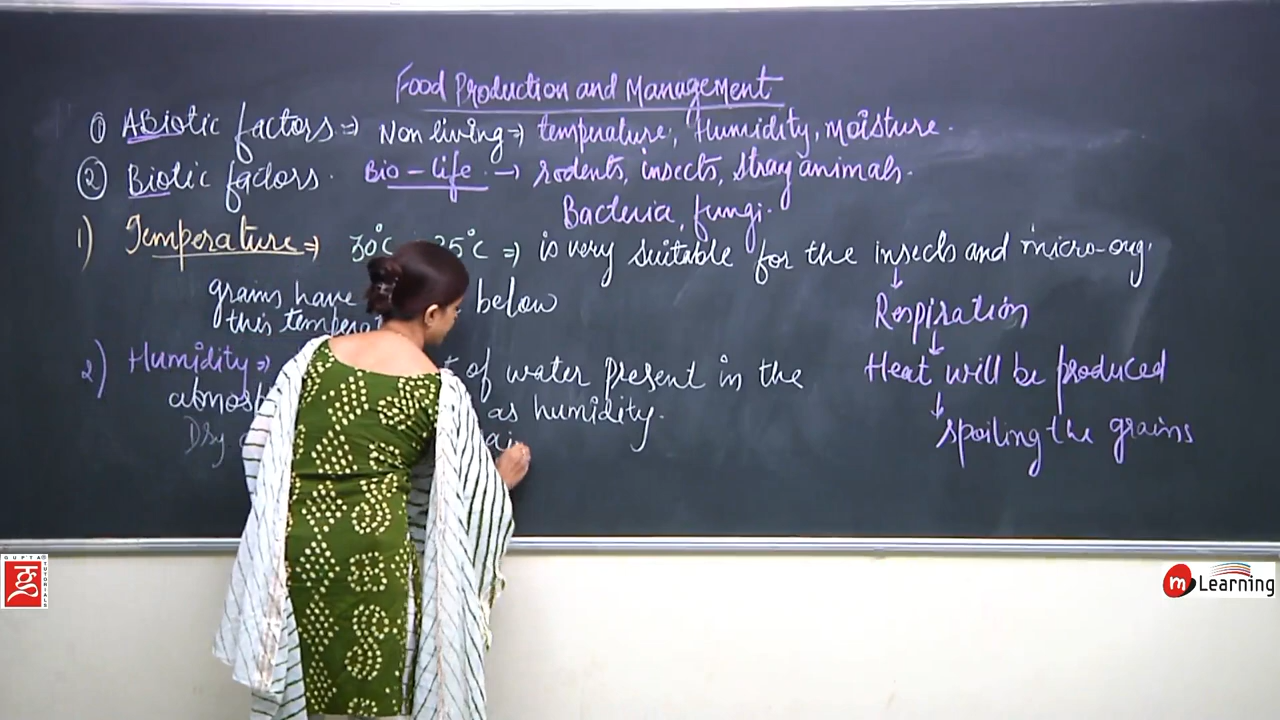 Food Production and Management
① ABiotic factors ⇒ Non living ⇒ temperature, Humidity, moisture.
② Biotic factors. Bio - life → rodents, insects, stray animals.
Bacteria, fungi.
1) Temperature ⇒ 30°C 35°C ⇒ is very suitable for the insects and micro-org.
↓
grains have below Respiration
this ↓
2) Humidity ⇒ of water present in the Heat will be produced
as humidity. ↓
Dry spoiling the grains
GUPTA TUTORIALS
m Learning